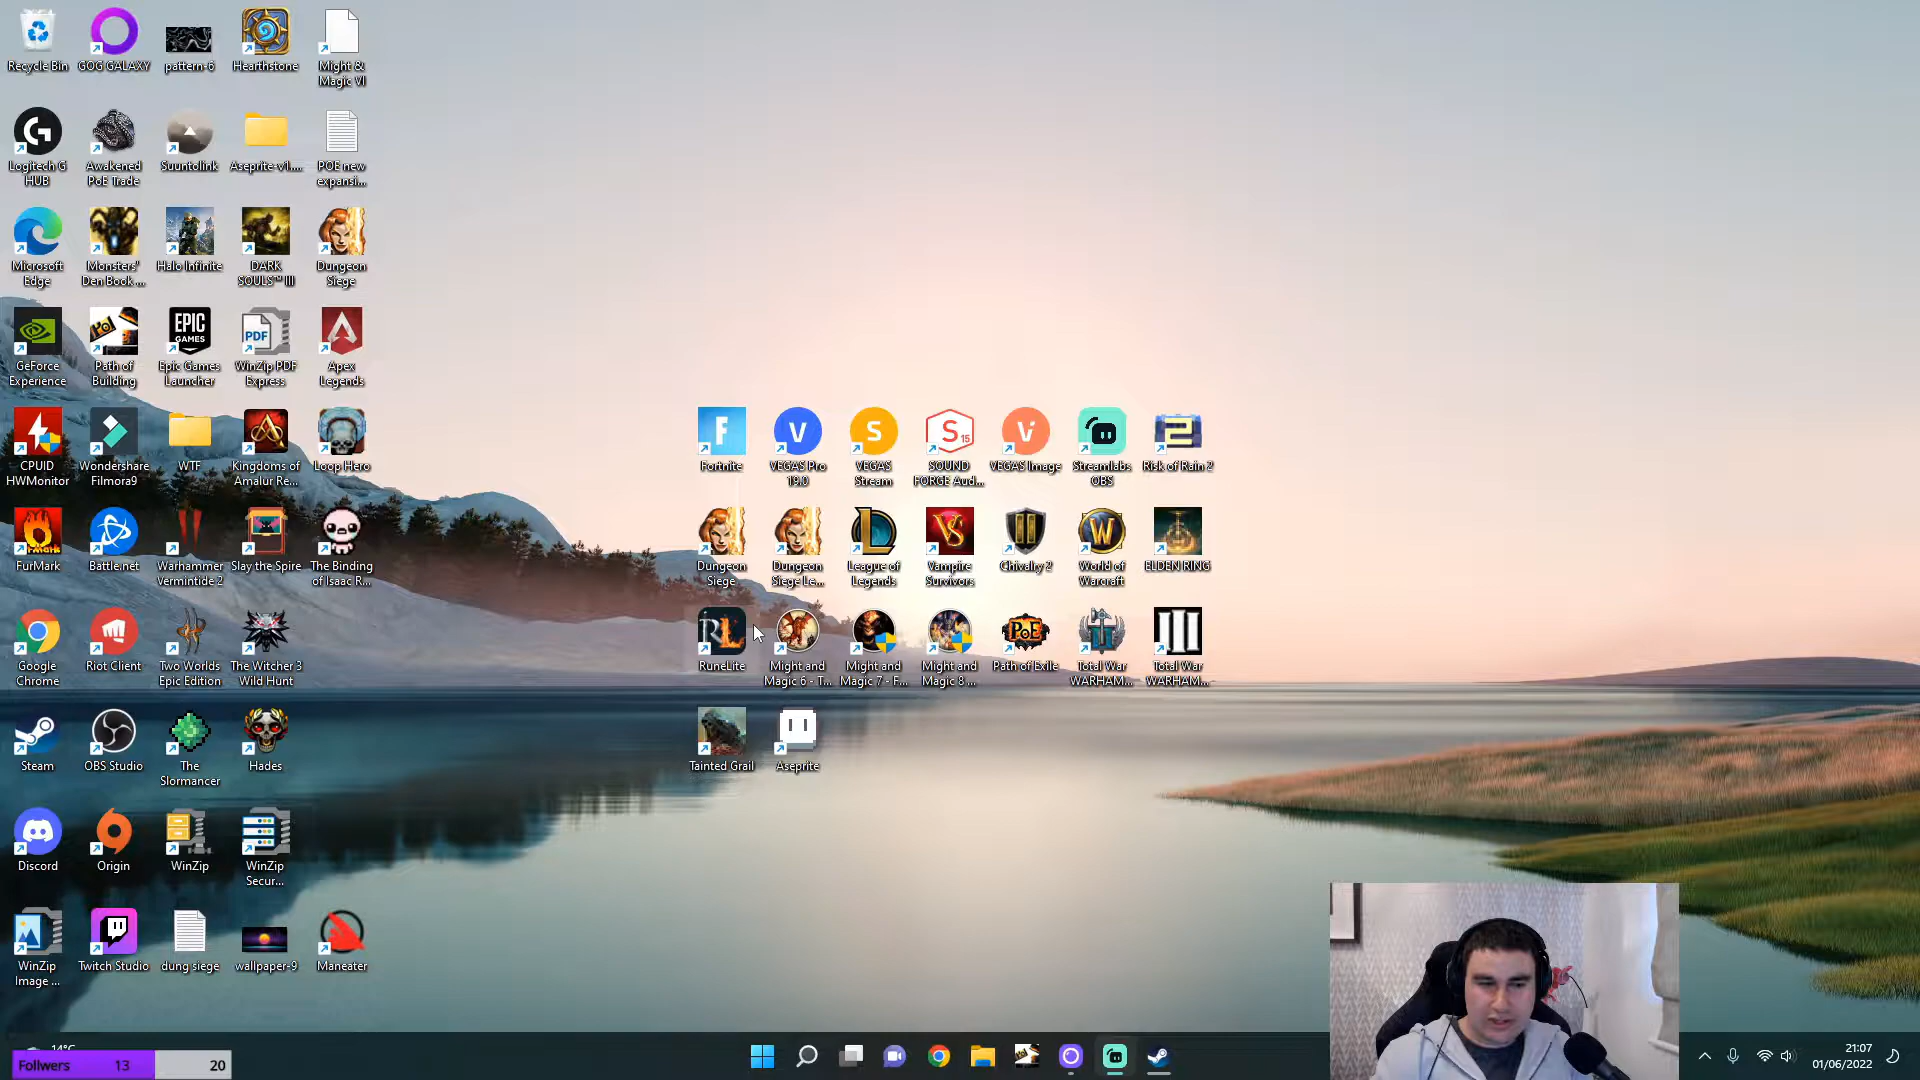 Recycle Bin
GOG GALAXY
pattern-6
Hearthstone
Might &
Magic VI
Logitech G
HUB
Awakened
PoE Trade
Suuntolink
Aseprite-v1....
POE new
expansi...
Microsoft
Edge
Monsters'
Den Book ...
Halo Infinite
DARK
SOULS™ III
Dungeon
Siege
GeForce
Experience
Path of
Building
EPIC
GAMES
Epic Games
Launcher
PDF
WinZip PDF
Express
Apex
Legends
CPUID
HWMonitor
Wondershare
Filmora9
WTF
Kingdoms of
Amalur Re...
Loop Hero
FurMark
Battle.net
Warhammer
Vermintide 2
Slay the Spire
The Binding
of Isaac R...
Google
Chrome
Riot Client
Two Worlds
Epic Edition
The Witcher 3
Wild Hunt
Steam
OBS Studio
The
Slormancer
Hades
Discord
Origin
WinZip
WinZip
Secur...
WinZip
Image ...
Twitch Studio
dung siege
wallpaper-9
Maneater
Fortnite
VEGAS Pro
19.0
VEGAS
Stream
SOUND
FORGE Aud...
VEGAS Image
Streamlabs
OBS
Risk of Rain 2
Dungeon
Siege
Dungeon
Siege Le...
League of
Legends
Vampire
Survivors
Chivalry 2
World of
Warcraft
ELDEN RING
RuneLite
Might and
Magic 6 - T...
Might and
Magic 7 - F...
Might and
Magic 8 ...
Path of Exile
Total War
WARHAM...
Total War
WARHAM...
Tainted Grail
Aseprite
14°C
Follwers 13 20
21:07
01/06/2022